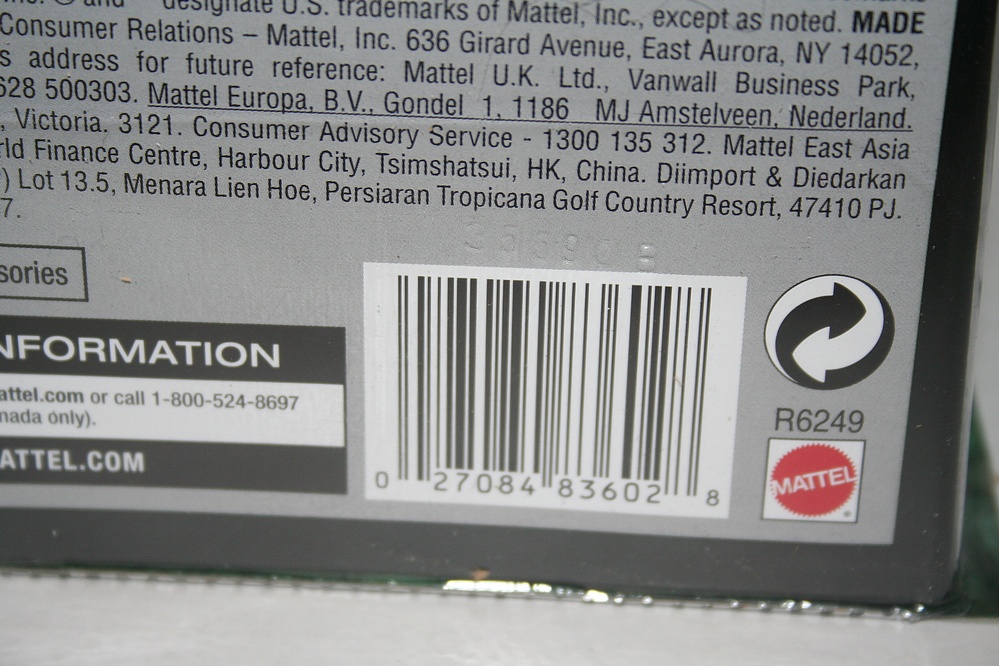 designate U.S. trademarks of Mattel, Inc., except as noted. MADE
Consumer Relations – Mattel, Inc. 636 Girard Avenue, East Aurora, NY 14052,
s address for future reference: Mattel U.K. Ltd., Vanwall Business Park,
628 500303. Mattel Europa, B.V., Gondel 1, 1186 MJ Amstelveen, Nederland.
, Victoria. 3121. Consumer Advisory Service - 1300 135 312. Mattel East Asia
rld Finance Centre, Harbour City, Tsimshatsui, HK, China. Diimport & Diedarkan
) Lot 13.5, Menara Lien Hoe, Persiaran Tropicana Golf Country Resort, 47410 PJ.
7.
sories
NFORMATION
attel.com or call 1-800-524-8697
nada only).
ATTEL.COM
0 27084 83602 8
R6249
MATTEL